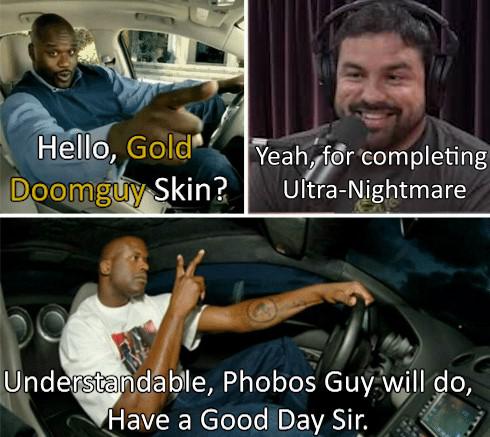 Hello, Gold
Doomguy Skin?
Yeah, for completing
Ultra-Nightmare
Understandable, Phobos Guy will do,
Have a Good Day Sir.